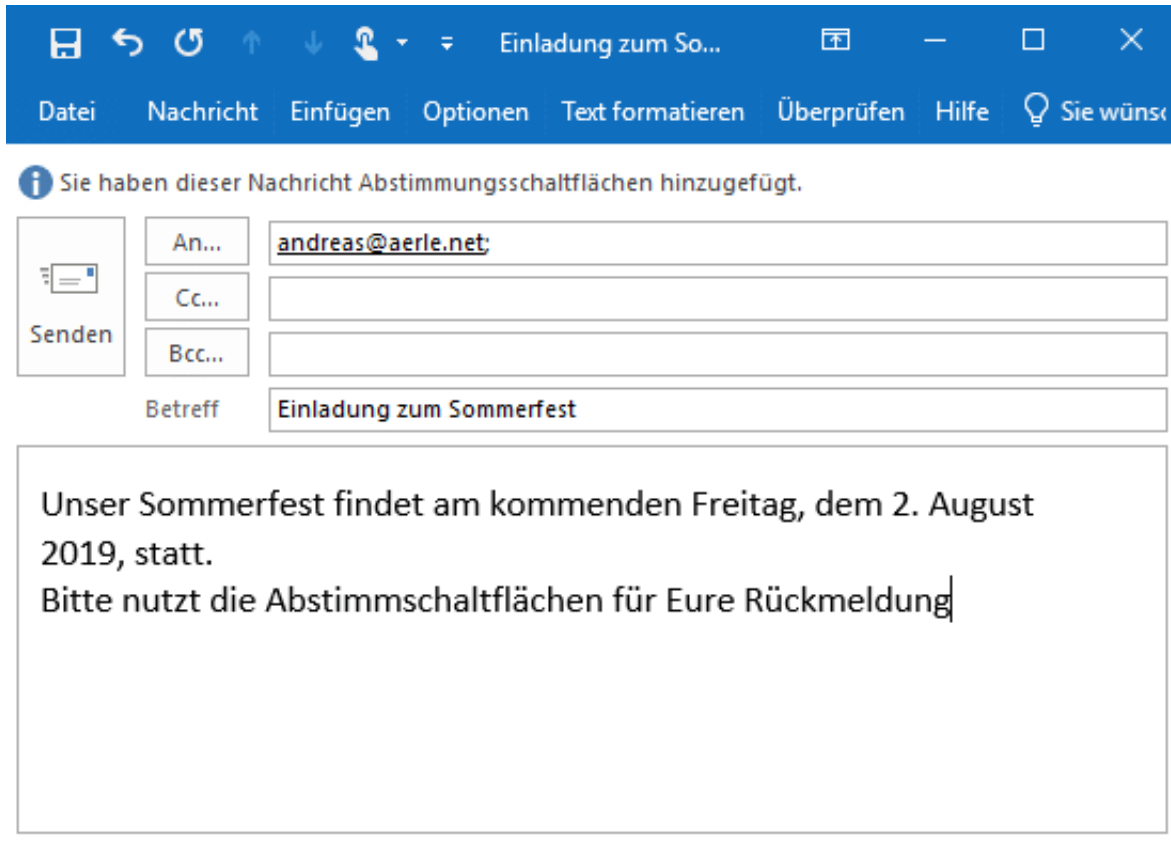 Einladung zum So...
Datei Nachricht Einfügen Optionen Text formatieren Überprüfen Hilfe Sie wüns
Sie haben dieser Nachricht Abstimmungsschaltflächen hinzugefügt.
An... andreas@aerle.net;
Cc...
Senden
Bcc...
Betreff Einladung zum Sommerfest
Unser Sommerfest findet am kommenden Freitag, dem 2. August
2019, statt.
Bitte nutzt die Abstimmschaltflächen für Eure Rückmeldung